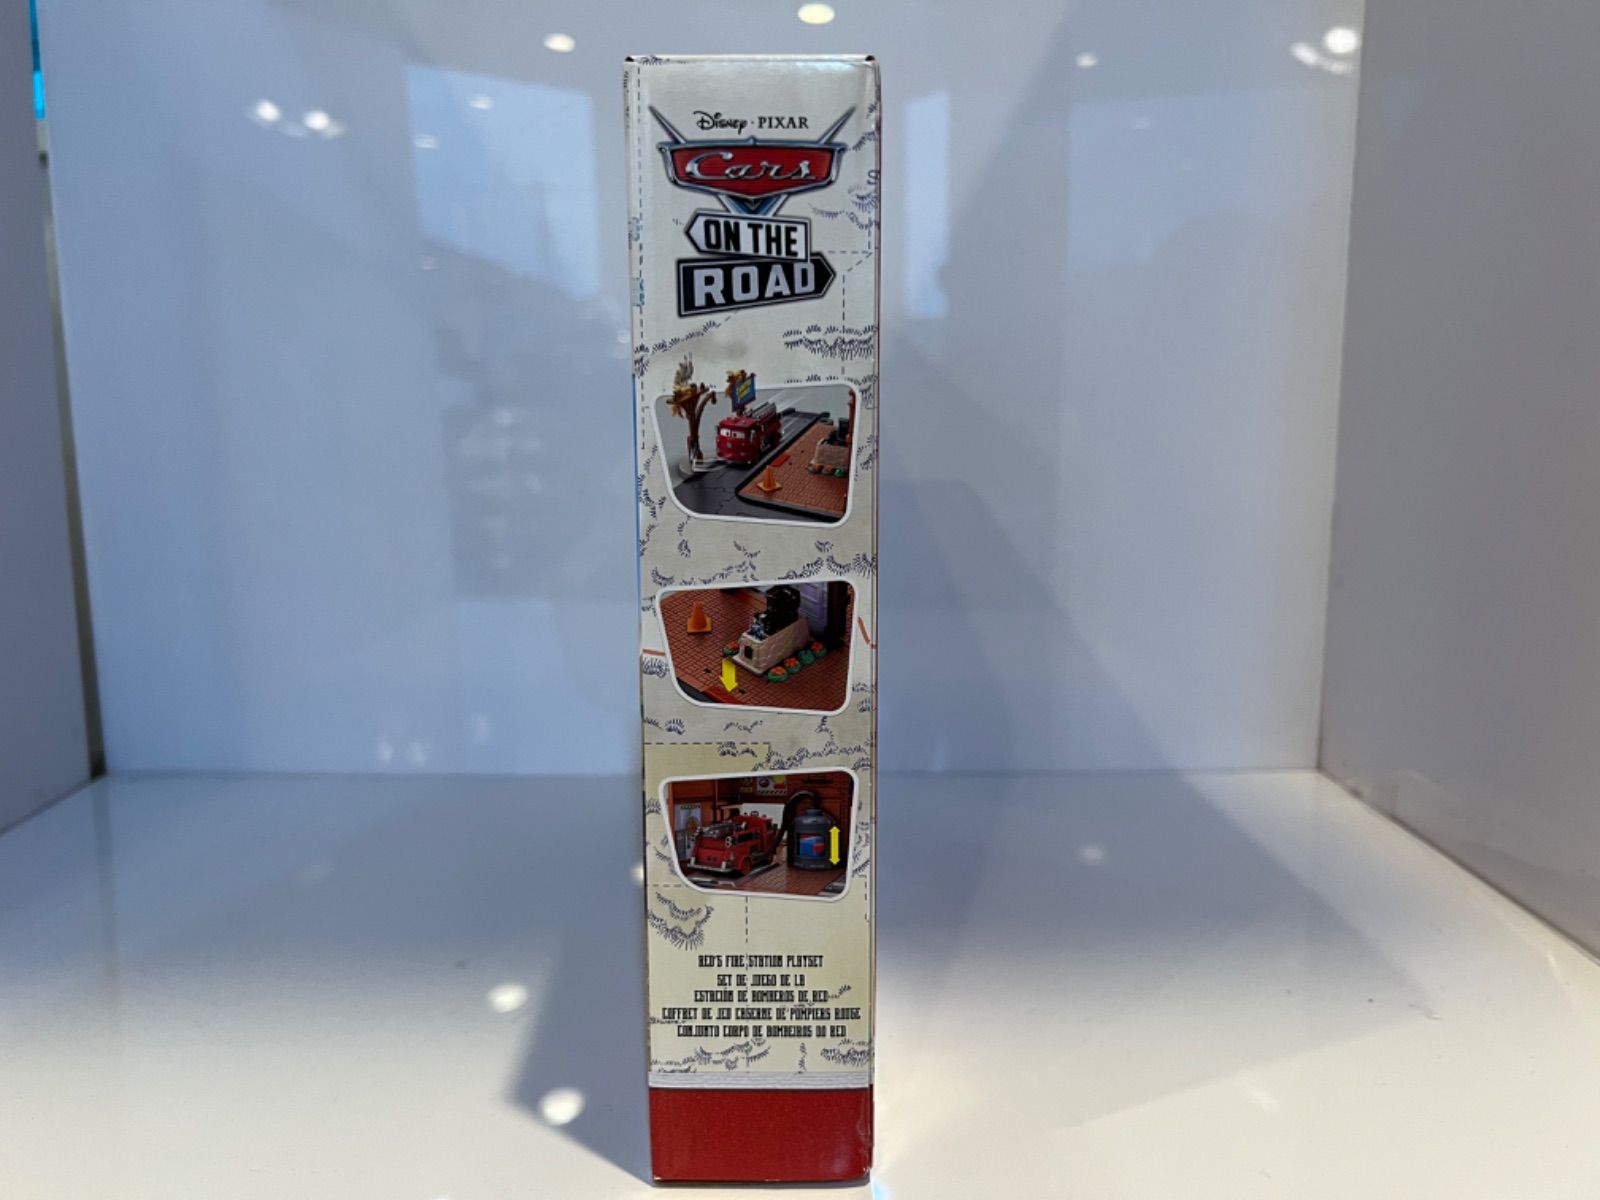 Disney · PIXAR
Cars
ON THE
ROAD
8
RED'S FIRE STATION PLAYSET
SET DE JUEGO DE LA
ESTACIÓN DE BOMBEROS DE RED
COFFRET DE JEU CASERNE DE POMPIERS ROUGE
CONJUNTO CORPO DE BOMBEIROS DO RED